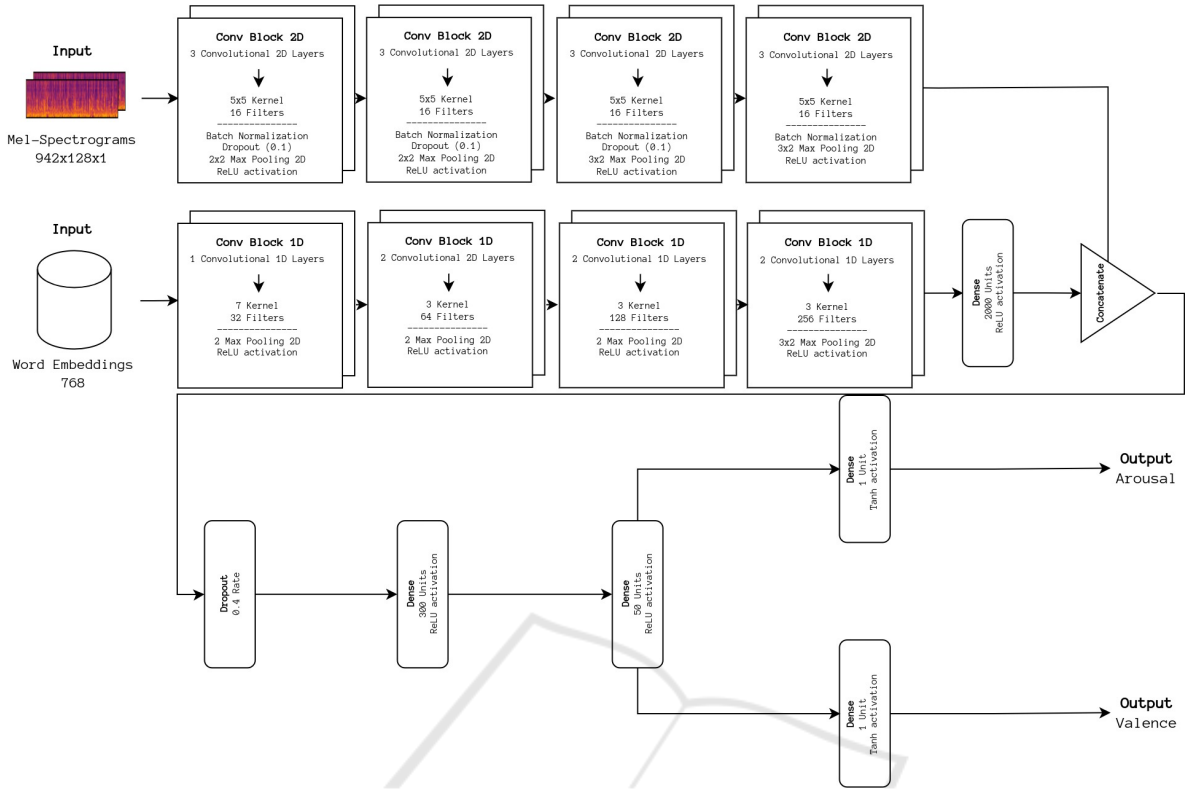 Input
Mel-Spectrograms
942x128x1
Conv Block 2D
3 Convolutional 2D Layers
5x5 Kernel
16 Filters
---------------
Batch Normalization
Dropout (0.1)
2x2 Max Pooling 2D
ReLU activation
Conv Block 2D
3 Convolutional 2D Layers
5x5 Kernel
16 Filters
---------------
Batch Normalization
Dropout (0.1)
2x2 Max Pooling 2D
ReLU activation
Conv Block 2D
3 Convolutional 2D Layers
5x5 Kernel
16 Filters
---------------
Batch Normalization
Dropout (0.1)
3x2 Max Pooling 2D
ReLU activation
Conv Block 2D
3 Convolutional 2D Layers
5x5 Kernel
16 Filters
---------------
Batch Normalization
3x2 Max Pooling 2D
ReLU activation
Input
Word Embeddings
768
Conv Block 1D
1 Convolutional 1D Layers
7 Kernel
32 Filters
---------------
2 Max Pooling 2D
ReLU activation
Conv Block 1D
2 Convolutional 2D Layers
3 Kernel
64 Filters
---------------
2 Max Pooling 2D
ReLU activation
Conv Block 1D
2 Convolutional 1D Layers
3 Kernel
128 Filters
---------------
2 Max Pooling 2D
ReLU activation
Conv Block 1D
2 Convolutional 1D Layers
3 Kernel
256 Filters
---------------
3x2 Max Pooling 2D
ReLU activation
Dense
2000 Units
ReLU activation
Concatenate
Dropout
0.4 Rate
Dense
300 Units
ReLU activation
Dense
50 Units
ReLU activation
Dense
1 Unit
Tanh activation
Output
Arousal
Dense
1 Unit
Tanh activation
Output
Valence